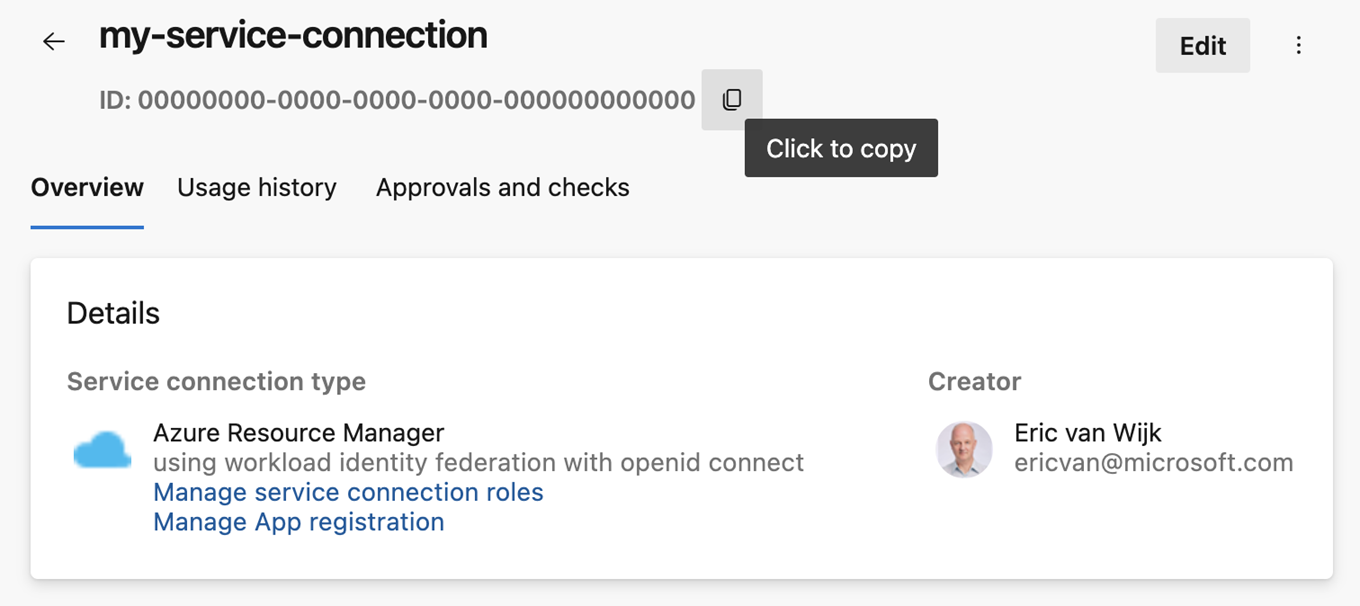 my-service-connection
Edit
ID: 00000000-0000-0000-0000-000000000000
Click to copy
Overview Usage history Approvals and checks
Details
Service connection type
Creator
Azure Resource Manager
using workload identity federation with openid connect
Manage service connection roles
Manage App registration
Eric van Wijk
ericvan@microsoft.com